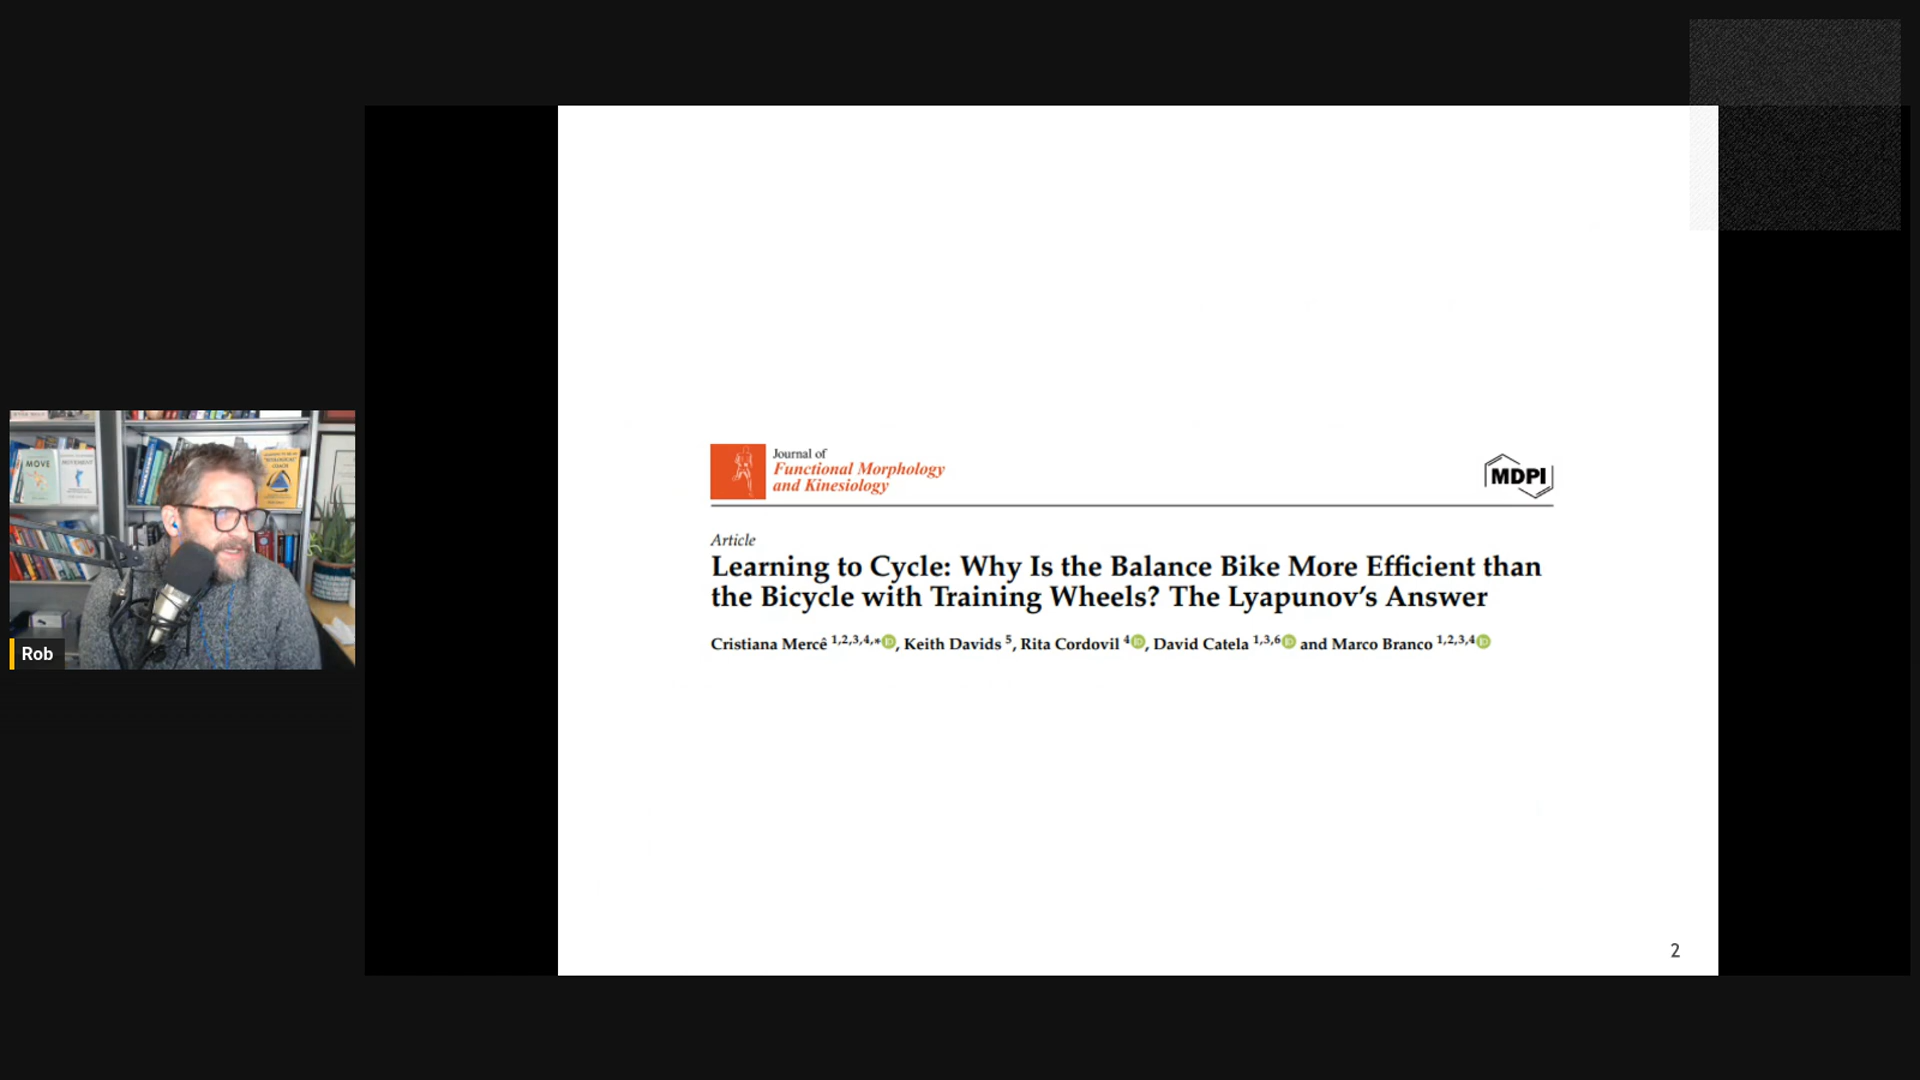 Journal of
Functional Morphology
and Kinesiology
MDPI
Article
Learning to Cycle: Why Is the Balance Bike More Efficient than
the Bicycle with Training Wheels? The Lyapunov's Answer
Cristiana Mercê 1,2,3,4,*, Keith Davids 5, Rita Cordovil 4, David Catela 1,3,6 and Marco Branco 1,2,3,4
MOVE
Rob
2